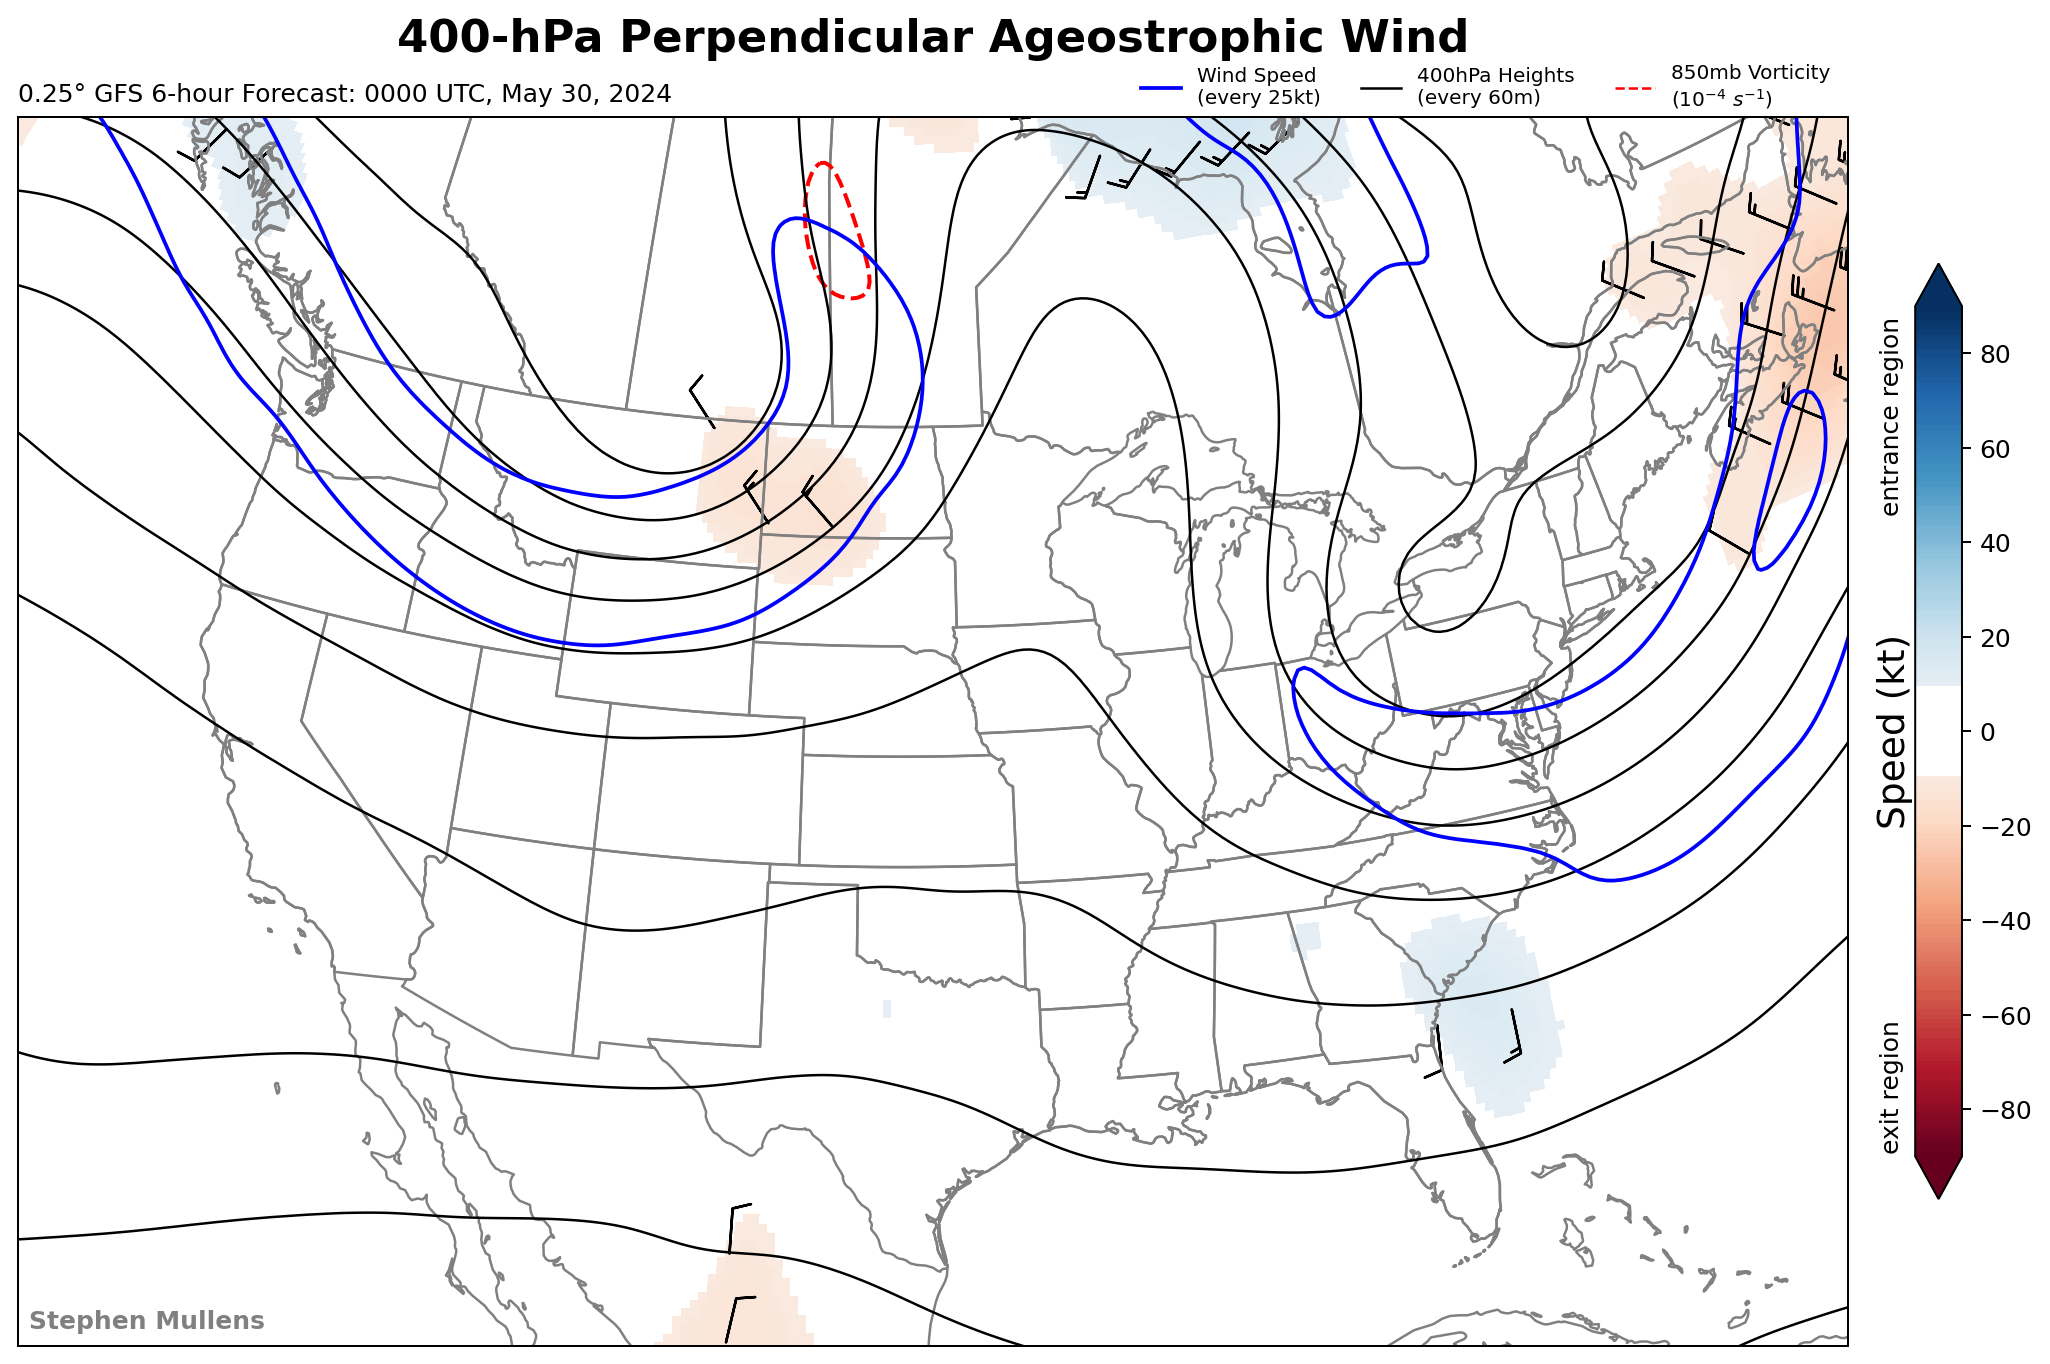 400-hPa Perpendicular Ageostrophic Wind
0.25° GFS 6-hour Forecast: 0000 UTC, May 30, 2024
Wind Speed
(every 25kt)
400hPa Heights
(every 60m)
850mb Vorticity
(10⁻⁴ s⁻¹)
entrance region
Speed (kt)
exit region
80
60
40
20
0
−20
−40
−60
−80
Stephen Mullens